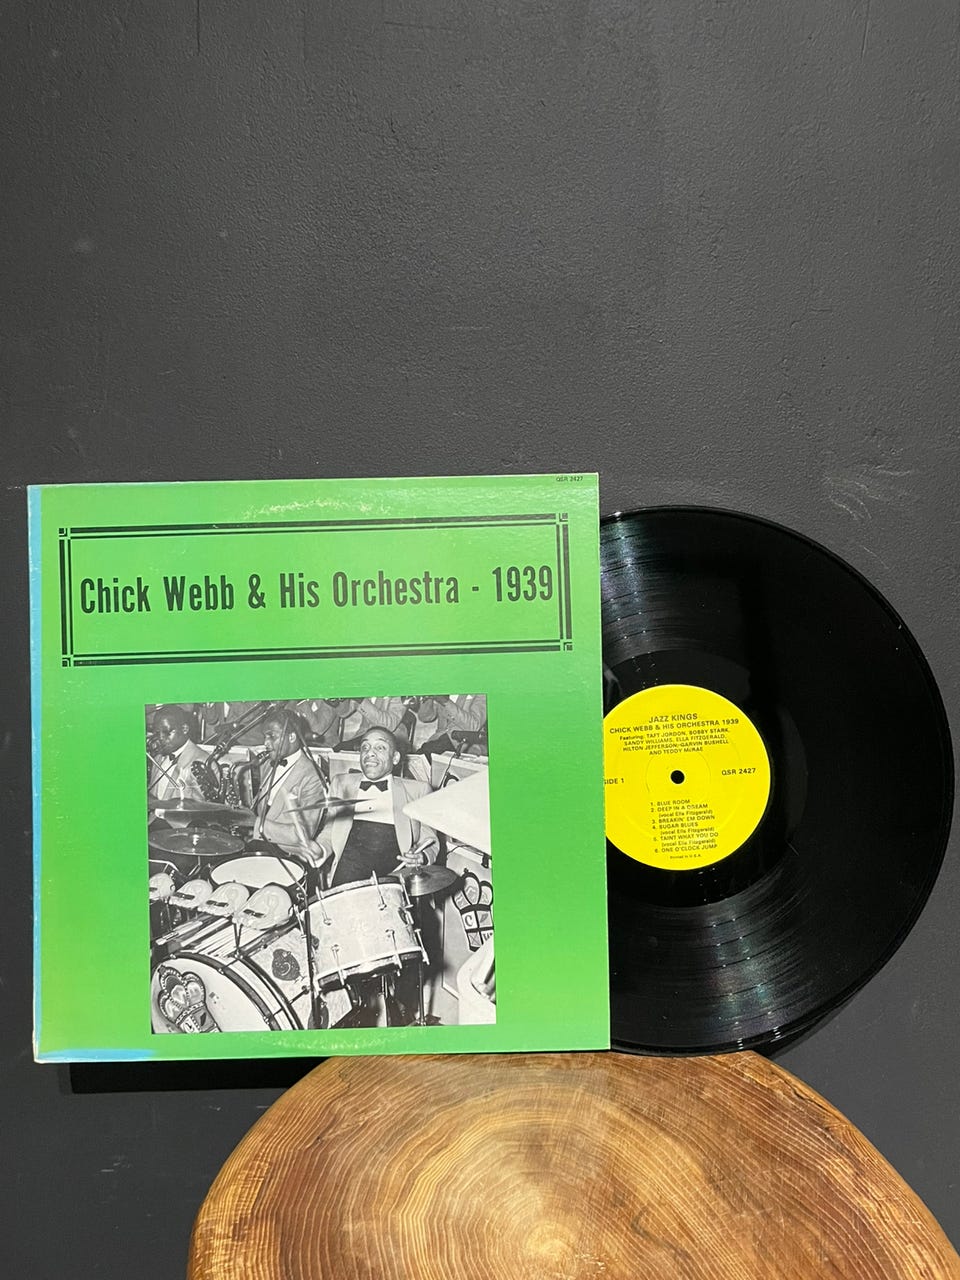 QSR 2427
Chick Webb & His Orchestra - 1939
JAZZ KINGS
CHICK WEBB & HIS ORCHESTRA 1939
Featuring: TAFT JORDON, BOBBY STARK,
SANDY WILLIAMS, ELLA FITZGERALD,
HILTON JEFFERSON, GARVIN BUSHELL
AND TEDDY McRAE
SIDE 1
QSR 2427
1. BLUE ROOM
2. DEEP IN A DREAM
(vocal Ella Fitzgerald)
3. BREAKIN' EM DOWN
4. SUGAR BLUES
(vocal Ella Fitzgerald)
5. TAINT WHAT YOU DO
(vocal Ella Fitzgerald)
6. ONE O'CLOCK JUMP
Printed in U.S.A.